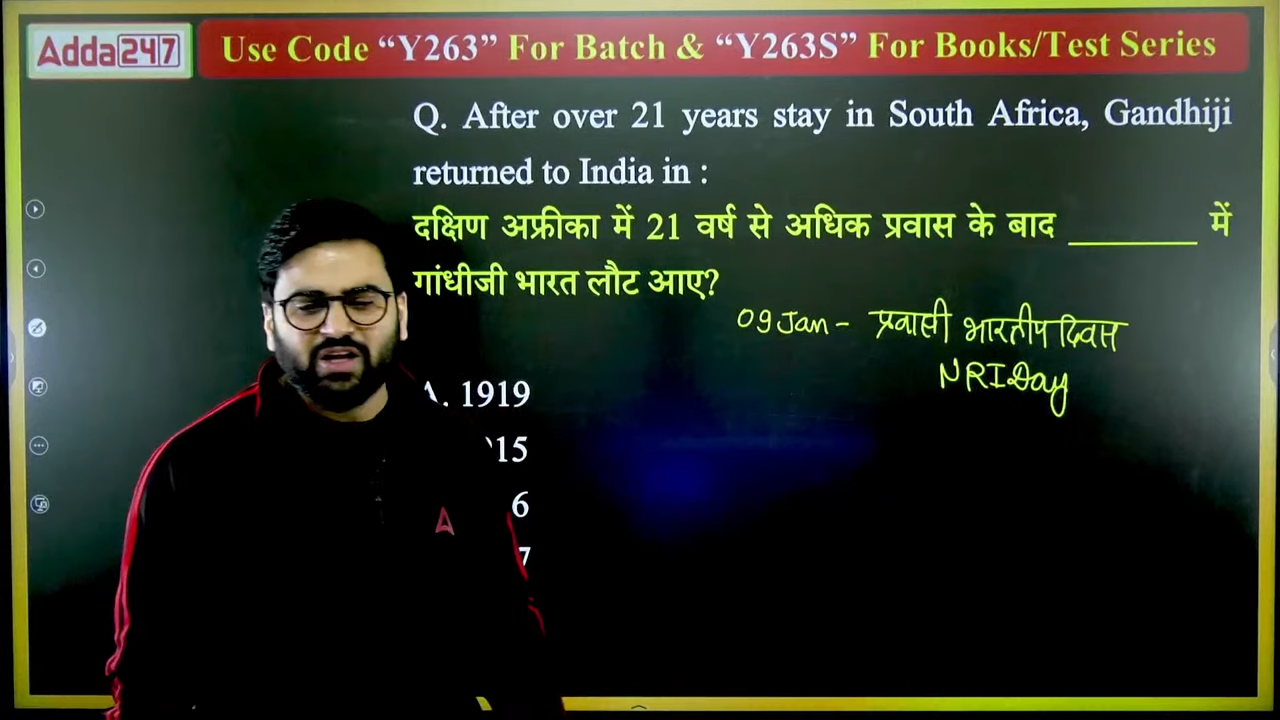 Adda247
Use Code “Y263” For Batch & “Y263S” For Books/Test Series
Q. After over 21 years stay in South Africa, Gandhiji
returned to India in :
दक्षिण अफ्रीका में 21 वर्ष से अधिक प्रवास के बाद ________ में
गांधीजी भारत लौट आए?
09 Jan - प्रवासी भारतीय दिवस
NRI Day
. 1919
15
6
7